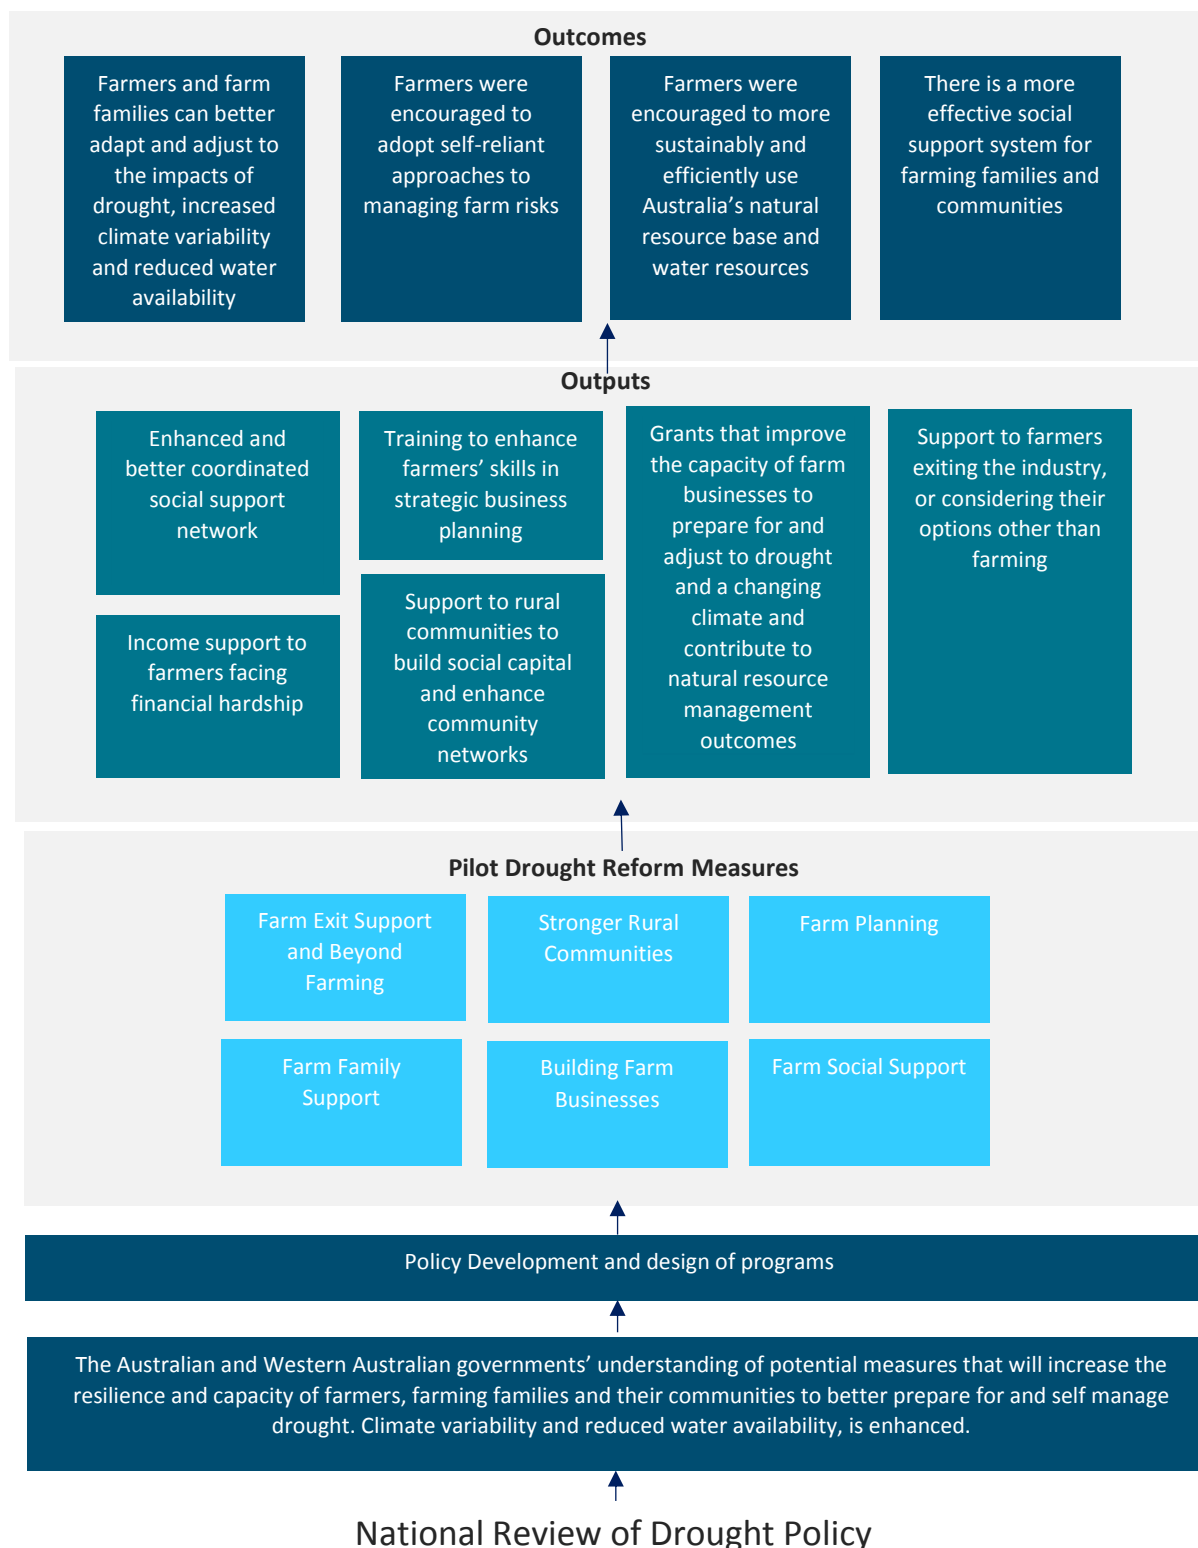 Outcomes
Farmers and farm
families can better
adapt and adjust to
the impacts of
drought, increased
climate variability
and reduced water
availability
Farmers were
encouraged to
adopt self-reliant
approaches to
managing farm risks
Farmers were
encouraged to more
sustainably and
efficiently use
Australia’s natural
resource base and
water resources
There is a more
effective social
support system for
farming families and
communities
Outputs
Enhanced and
better coordinated
social support
network
Training to enhance
farmers’ skills in
strategic business
planning
Grants that improve
the capacity of farm
businesses to
prepare for and
adjust to drought
and a changing
climate and
contribute to
natural resource
management
outcomes
Support to farmers
exiting the industry,
or considering their
options other than
farming
Income support to
farmers facing
financial hardship
Support to rural
communities to
build social capital
and enhance
community
networks
Pilot Drought Reform Measures
Farm Exit Support
and Beyond
Farming
Stronger Rural
Communities
Farm Planning
Farm Family
Support
Building Farm
Businesses
Farm Social Support
Policy Development and design of programs
The Australian and Western Australian governments’ understanding of potential measures that will increase the
resilience and capacity of farmers, farming families and their communities to better prepare for and self manage
drought. Climate variability and reduced water availability, is enhanced.
National Review of Drought Policy